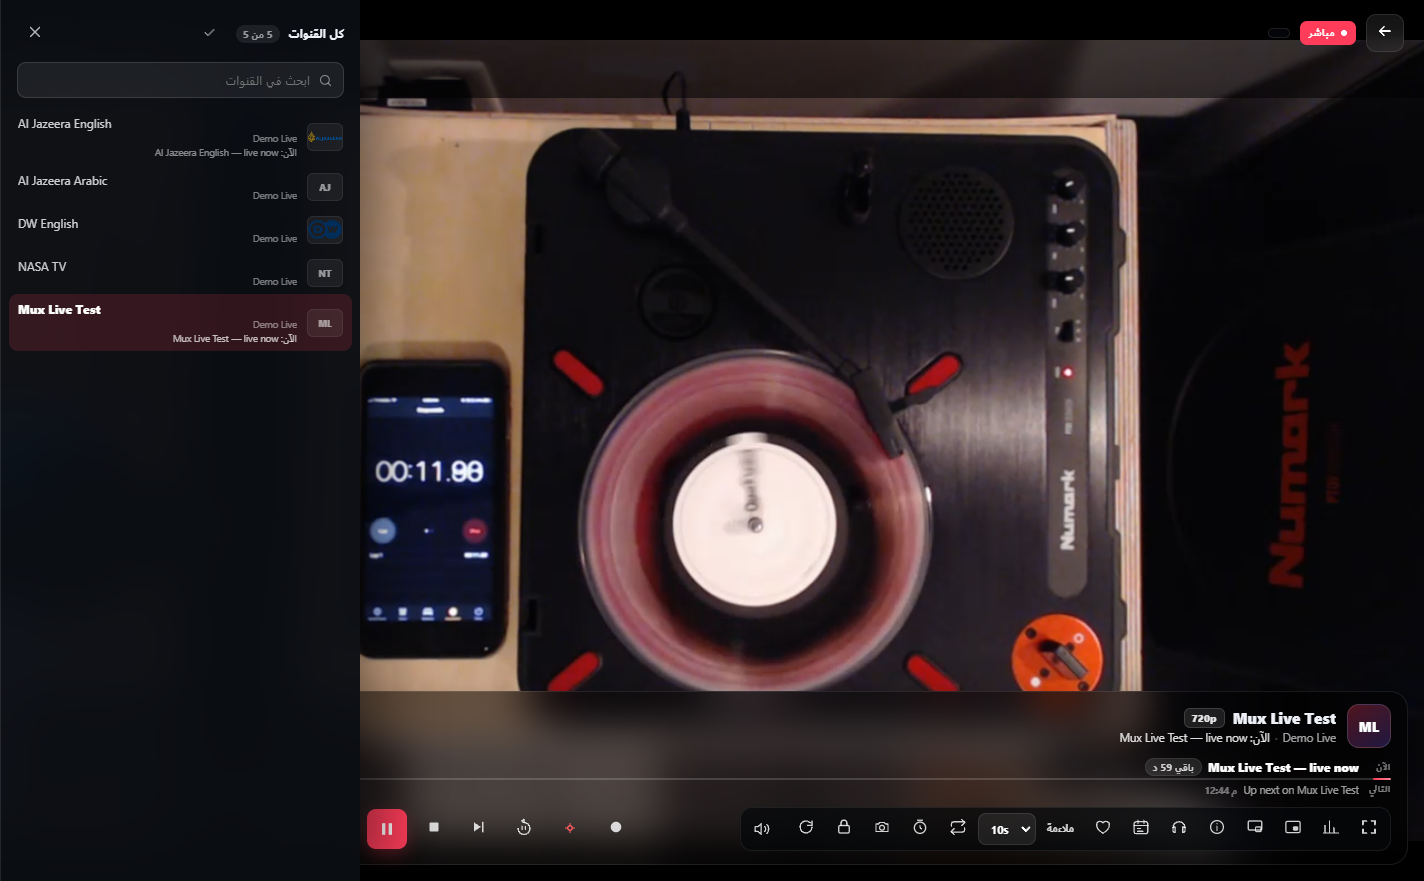 كل القنوات
5 من 5
ابحث في القنوات
Al Jazeera English
Demo Live
الآن: Al Jazeera English — live now
Al Jazeera Arabic
AJ
Demo Live
DW English
Demo Live
NASA TV
NT
Demo Live
Mux Live Test
ML
Demo Live
الآن: Mux Live Test — live now
مباشر
00:11.98
Numark
Numark
ML
Mux Live Test
720p
Demo Live · الآن: Mux Live Test — live now
الآن
Mux Live Test — live now
باقي 59 د
التالي
Up next on Mux Live Test
12:44 م
ملاءمة
10s